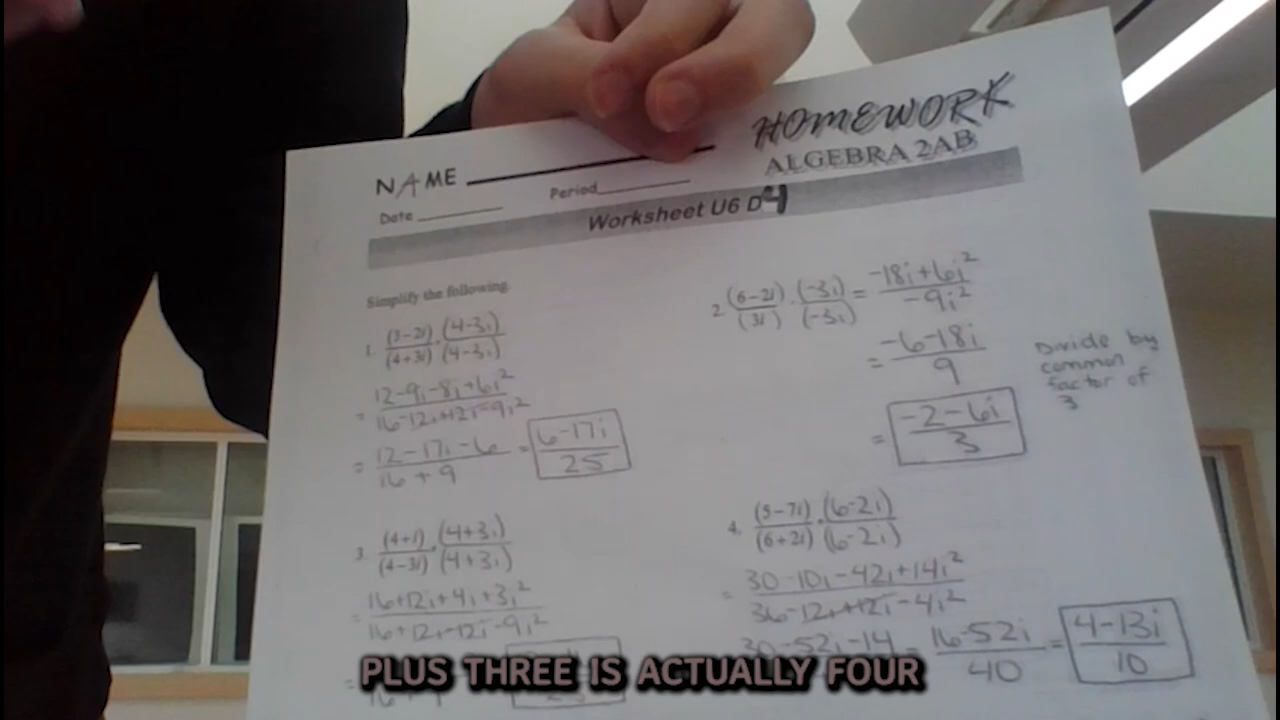 HOMEWORK
NAME
ALGEBRA 2AB
Date Period
Worksheet U6 D4
Simplify the following.
1. (3-2i)/(4+3i) · (4-3i)/(4-3i)
= (12-9i-8i+6i²)/(16-12i+12i-9i²)
= (12-17i-6)/(16+9) = (6-17i)/25
2. (6-2i)/(3i) · (-3i)/(-3i) = (-18i+6i²)/(-9i²)
= (-6-18i)/9
Divide by
common
factor of
3
= (-2-6i)/3
3. (4+i)/(4-3i) · (4+3i)/(4+3i)
= (16+12i+4i+3i²)/(16+12i-12i-9i²)
4. (5-7i)/(6+2i) · (6-2i)/(6-2i)
= (30-10i-42i+14i²)/(36-12i+12i-4i²)
30-52i-14 = (16-52i)/40 = (4-13i)/10
PLUS THREE IS ACTUALLY FOUR